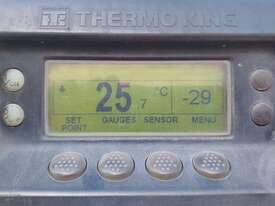 THERMO KING
25.7 °C -29
SET POINT GAUGES SENSOR MENU